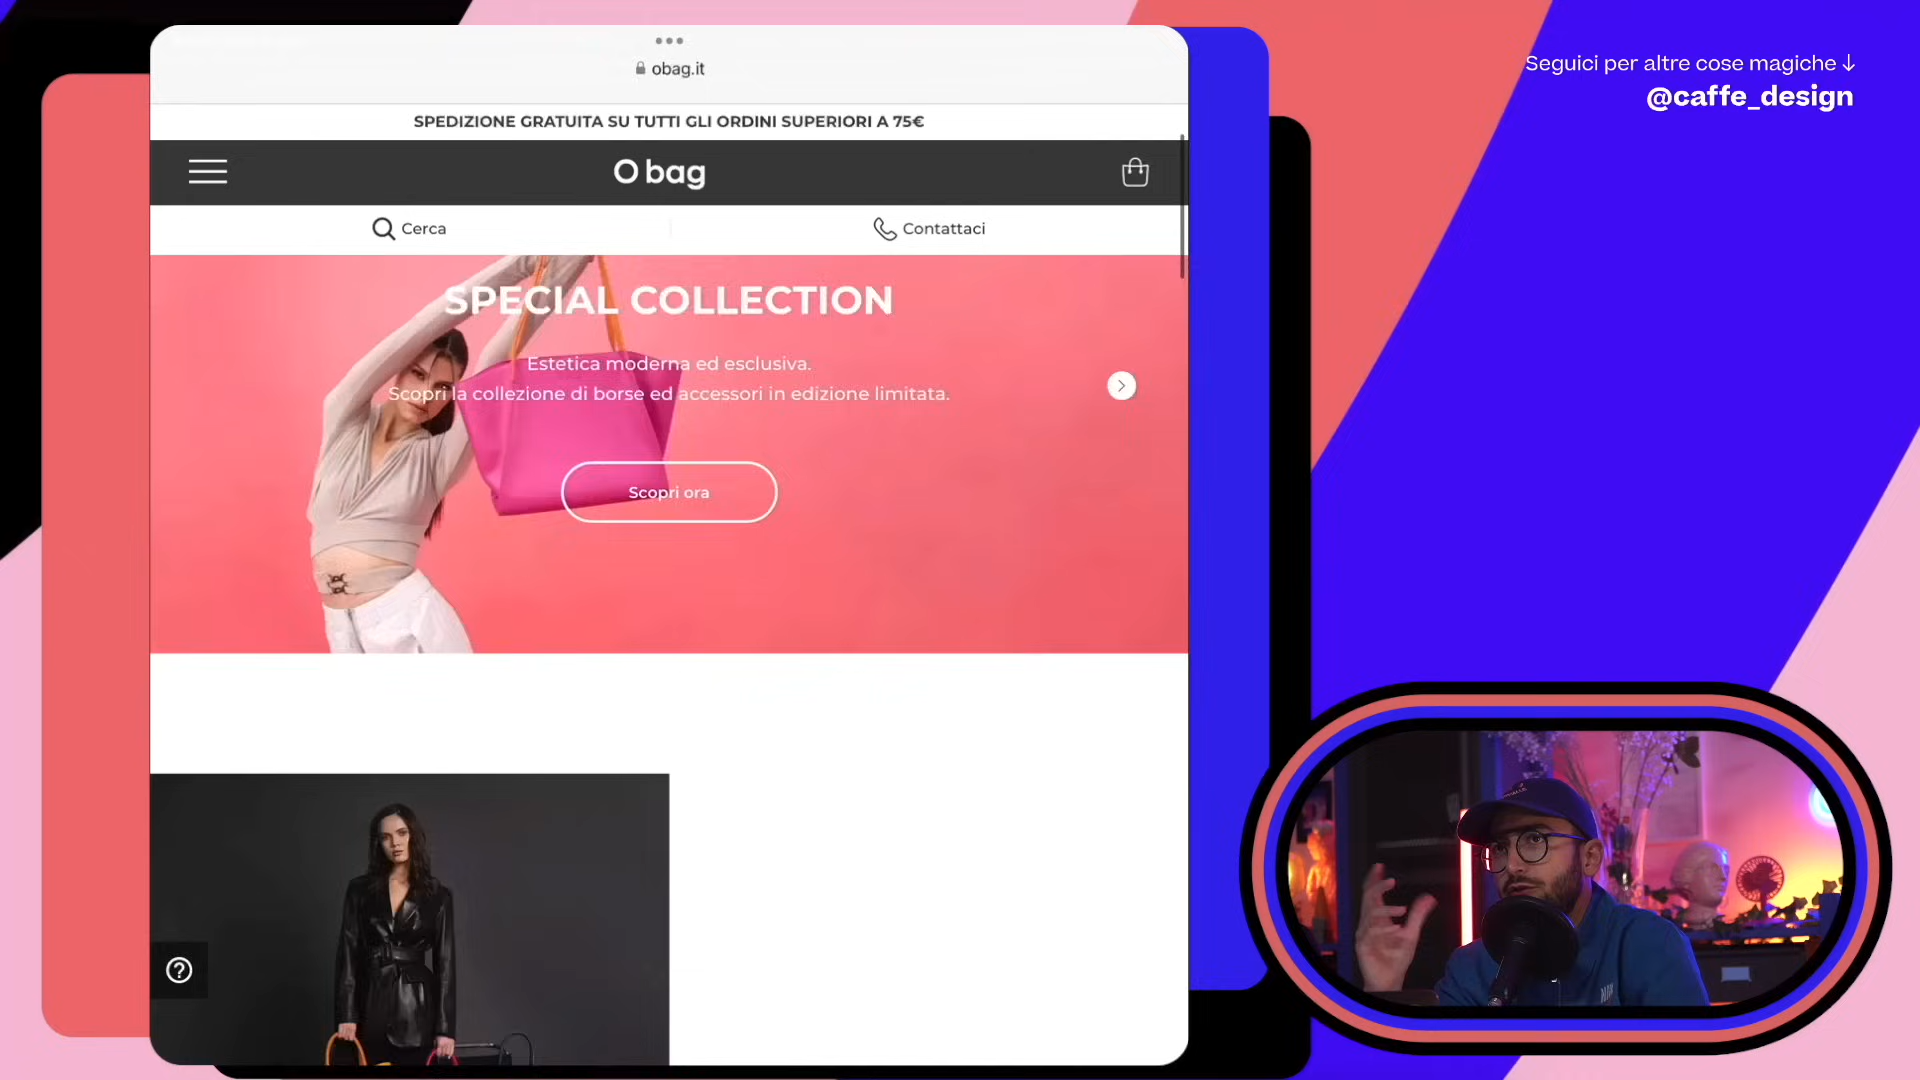 obag.it
Seguici per altre cose magiche ↓
@caffe_design
SPEDIZIONE GRATUITA SU TUTTI GLI ORDINI SUPERIORI A 75€
O bag
Cerca
Contattaci
SPECIAL COLLECTION
Estetica moderna ed esclusiva.
Scopri la collezione di borse ed accessori in edizione limitata.
Scopri ora